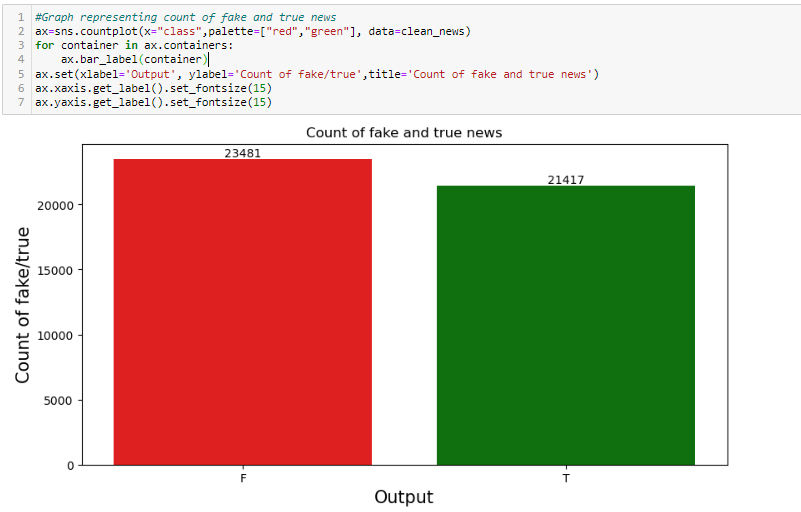 1 #Graph representing count of fake and true news
2 ax=sns.countplot(x="class",palette=["red","green"], data=clean_news)
3 for container in ax.containers:
4     ax.bar_label(container)
5 ax.set(xlabel='Output', ylabel='Count of fake/true',title='Count of fake and true news')
6 ax.xaxis.get_label().set_fontsize(15)
7 ax.yaxis.get_label().set_fontsize(15)
Count of fake and true news
23481
21417
20000
15000
10000
5000
0
Count of fake/true
F T
Output